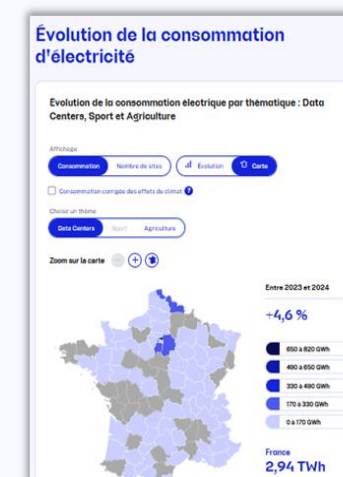 Évolution de la consommation
d'électricité
Évolution de la consommation électrique par thématique : Data
Centers, Sport et Agriculture
Affichage
Consommation Nombre de sites Evolution Carte
Consommation corrigée des effets du climat ?
Choisir un thème
Data Centers Sport Agriculture
Zoom sur la carte - +
Entre 2023 et 2024
+4,6 %
650 à 820 GWh
490 à 650 GWh
330 à 490 GWh
170 à 330 GWh
0 à 170 GWh
France
2,94 TWh